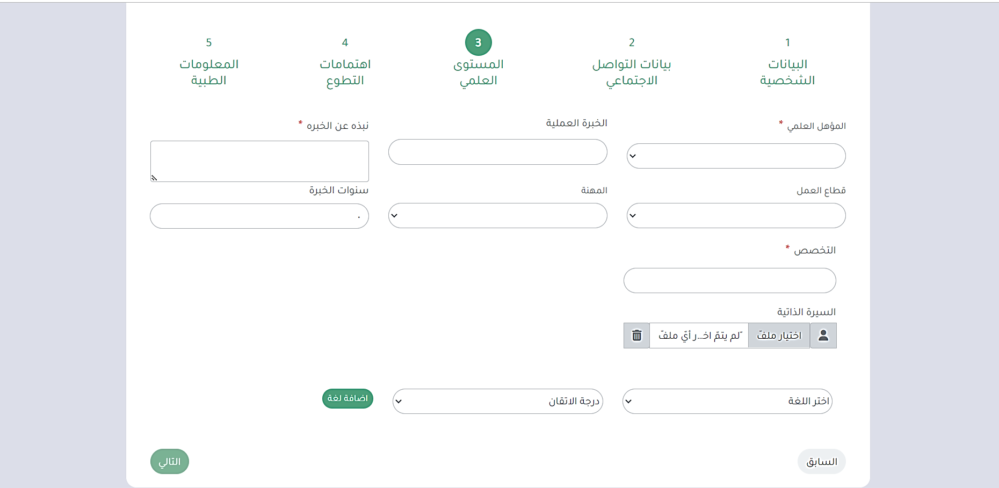 1
البيانات
الشخصية
2
بيانات التواصل
الاجتماعي
3
المستوى
العلمي
4
اهتمامات
التطوع
5
المعلومات
الطبية
المؤهل العلمي *
الخبرة العملية
نبذه عن الخبره *
قطاع العمل
المهنة
سنوات الخبرة
٠
التخصص *
السيرة الذاتية
اختيار ملفّ
لم يتمّ اخـ...ر أيّ ملفّ
اختر اللغة
درجة الاتقان
اضافة لغة
السابق
التالي